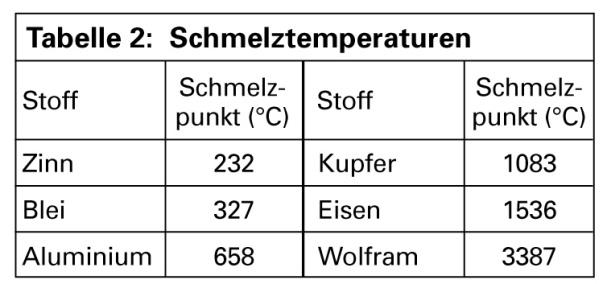 Tabelle 2: Schmelztemperaturen
Stoff
Schmelz-
punkt (°C)
Stoff
Schmelz-
punkt (°C)
Zinn 232 Kupfer 1083
Blei 327 Eisen 1536
Aluminium 658 Wolfram 3387